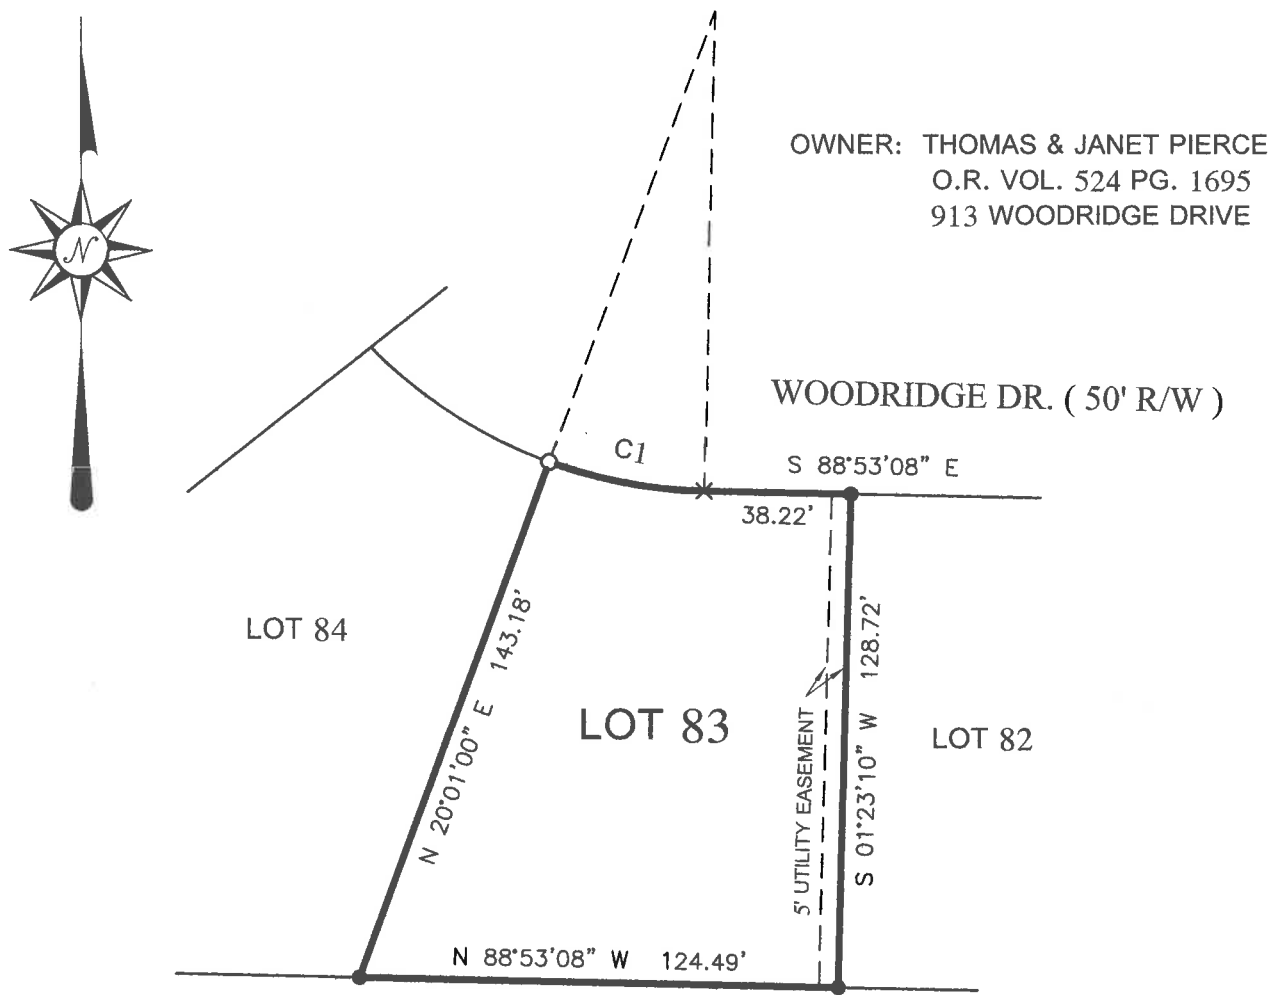 OWNER: THOMAS & JANET PIERCE
O.R. VOL. 524 PG. 1695
913 WOODRIDGE DRIVE
N
WOODRIDGE DR. ( 50' R/W )
C1
S 88°53'08" E
38.22'
LOT 84
N 20°01'00" E 143.18'
LOT 83
5' UTILITY EASEMENT
S 01°23'10" W 128.72'
LOT 82
N 88°53'08" W 124.49'